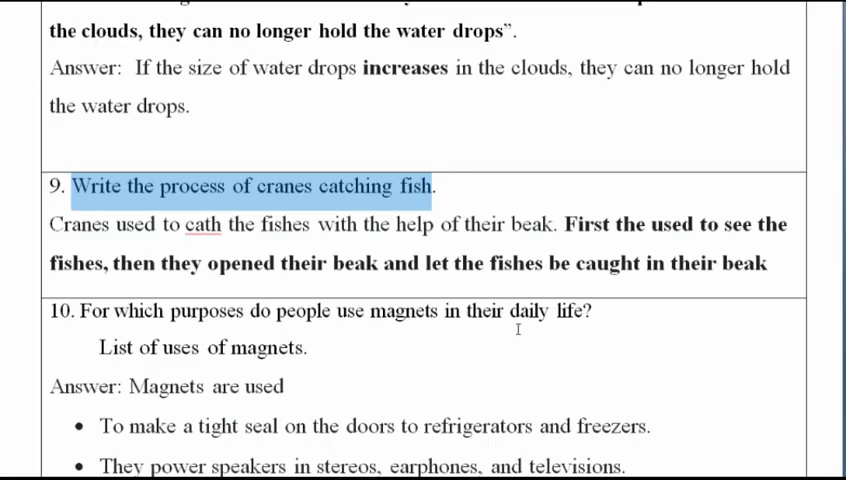 the clouds, they can no longer hold the water drops”.
Answer: If the size of water drops increases in the clouds, they can no longer hold
the water drops.
9. Write the process of cranes catching fish.
Cranes used to cath the fishes with the help of their beak. First the used to see the
fishes, then they opened their beak and let the fishes be caught in their beak
10. For which purposes do people use magnets in their daily life?
List of uses of magnets.
Answer: Magnets are used
• To make a tight seal on the doors to refrigerators and freezers.
• They power speakers in stereos, earphones, and televisions.